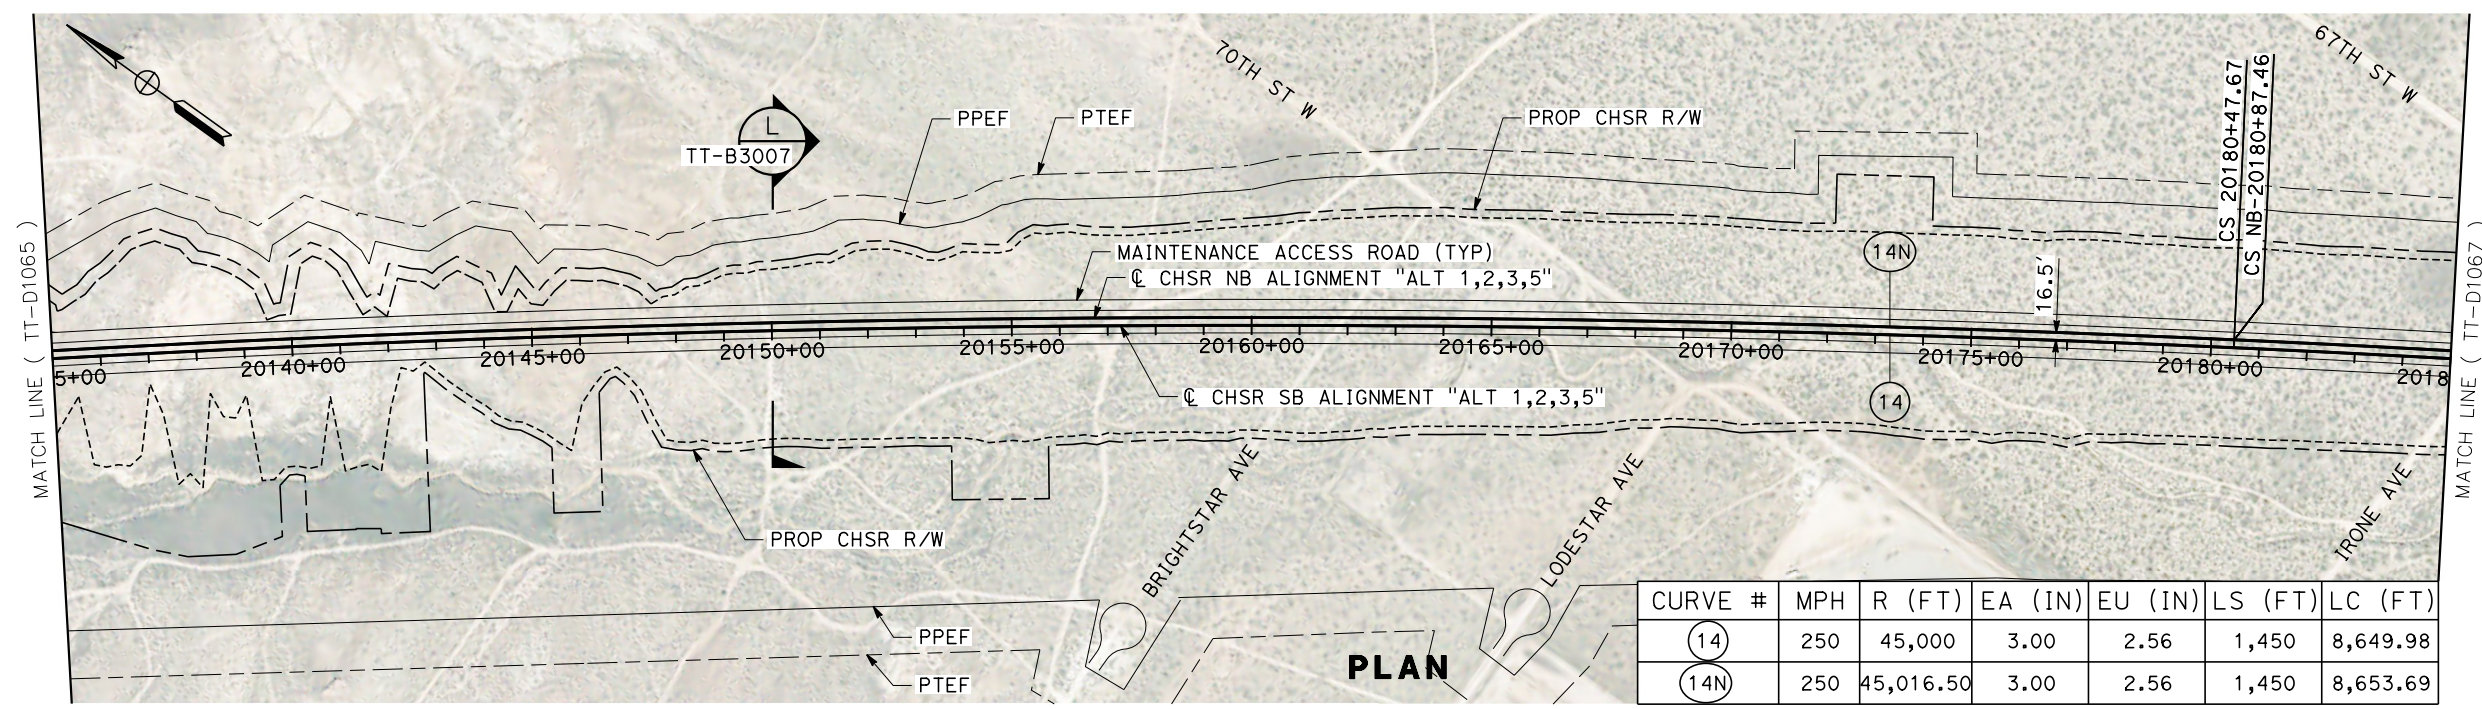 70TH ST W
67TH ST W
CS 20180+47.67
CS NB-20180+87.46
L
TT-B3007
PPEF
PTEF
PROP CHSR R/W
MATCH LINE ( TT-D1065 )
MATCH LINE ( TT-D1067 )
MAINTENANCE ACCESS ROAD (TYP)
℄ CHSR NB ALIGNMENT "ALT 1,2,3,5"
14N
16.5'
5+00
20140+00
20145+00
20150+00
20155+00
20160+00
20165+00
20170+00
20175+00
20180+00
2018
℄ CHSR SB ALIGNMENT "ALT 1,2,3,5"
14
PROP CHSR R/W
BRIGHTSTAR AVE
LODESTAR AVE
IRONE AVE
PPEF
PTEF
PLAN
CURVE # MPH R (FT) EA (IN) EU (IN) LS (FT) LC (FT)
14 250 45,000 3.00 2.56 1,450 8,649.98
14N 250 45,016.50 3.00 2.56 1,450 8,653.69